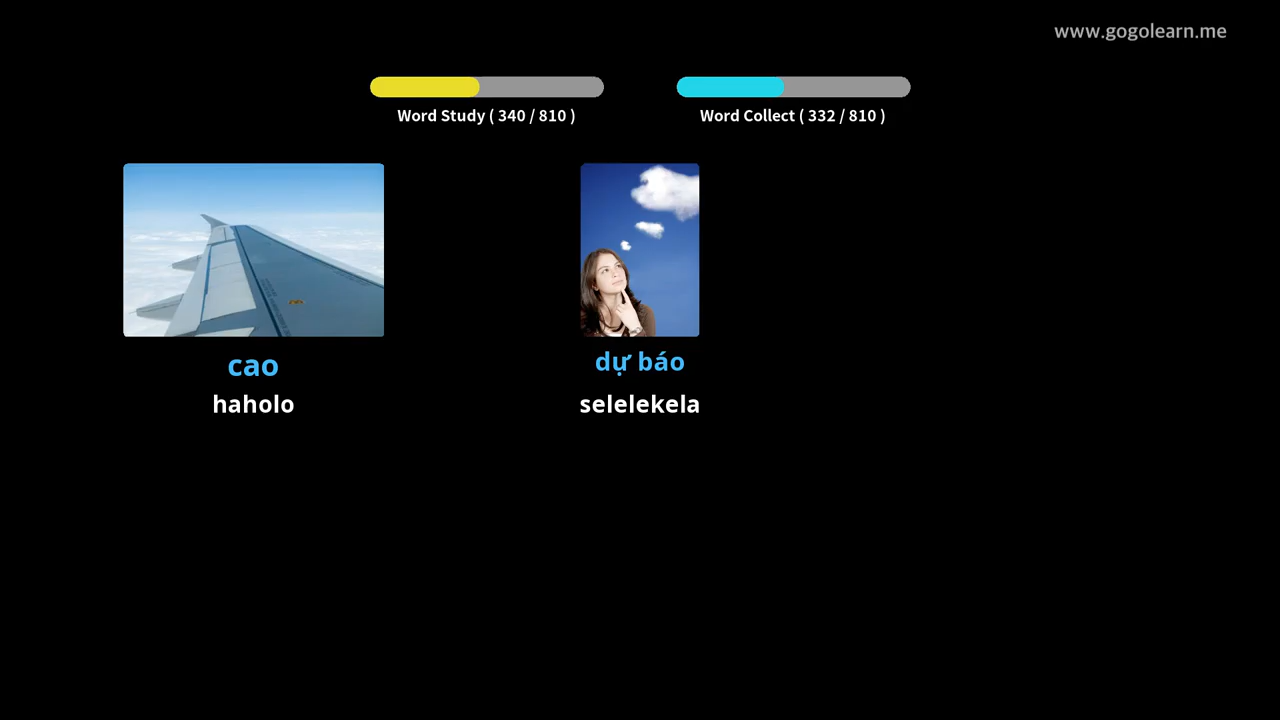 www.gogolearn.me
Word Study ( 340 / 810 )
Word Collect ( 332 / 810 )
cao
dự báo
haholo
selelekela